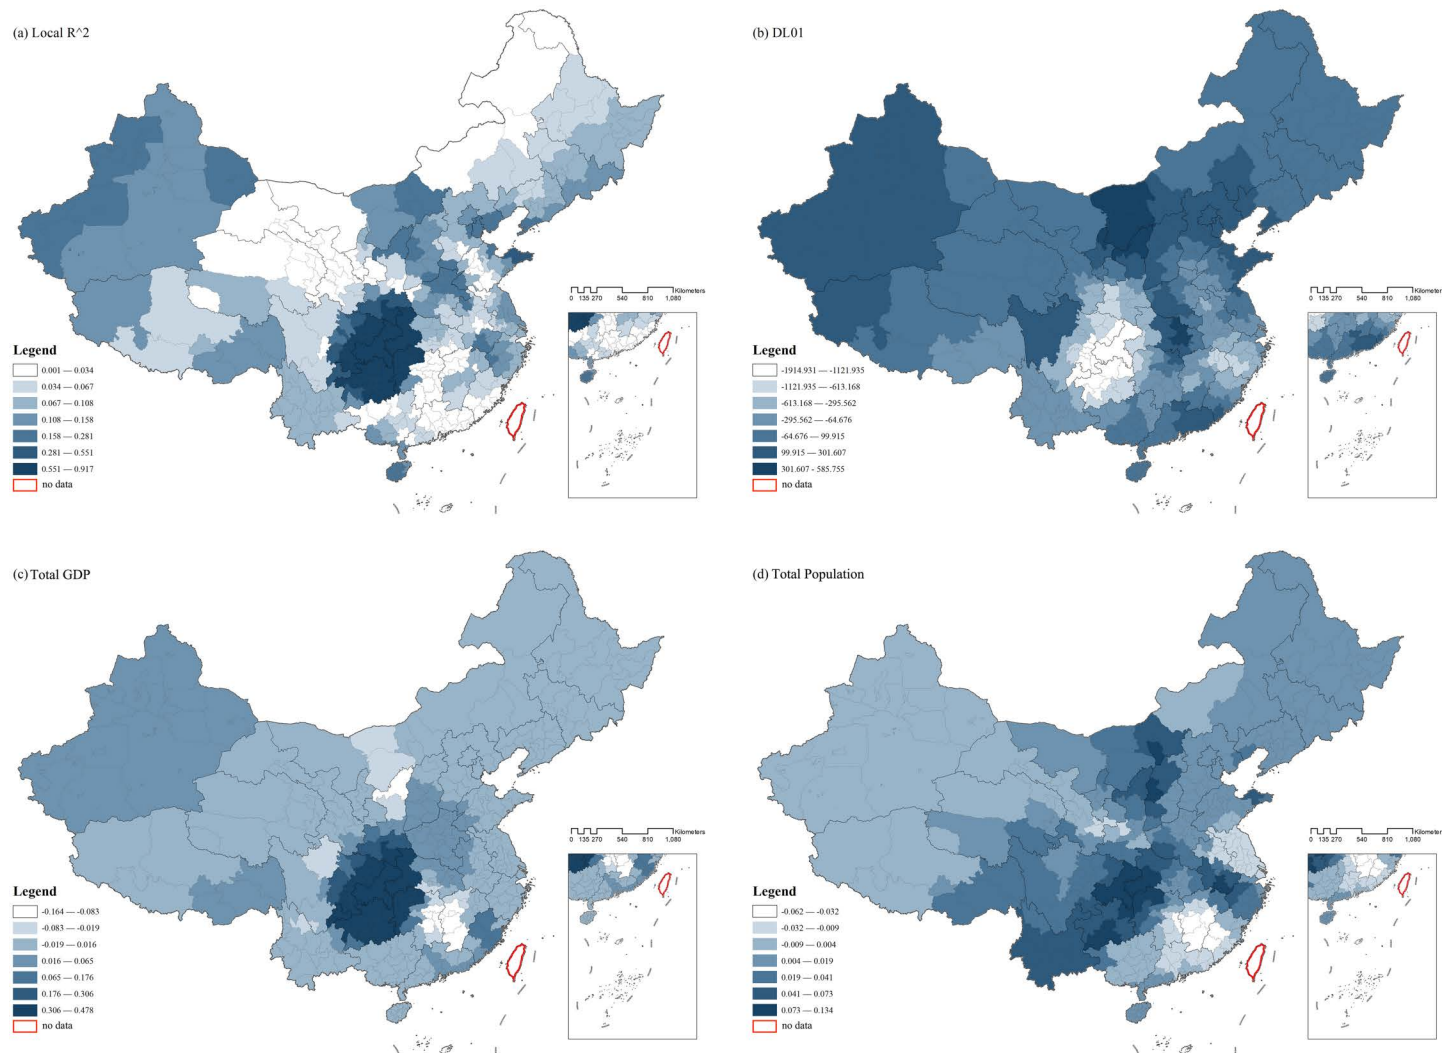 (a) Local R^2
Kilometers
0 135 270 540 810 1,080
Legend
0.001 — 0.034
0.034 — 0.067
0.067 — 0.108
0.108 — 0.158
0.158 — 0.281
0.281 — 0.551
0.551 — 0.917
no data
(b) DL01
Kilometers
0 135 270 540 810 1,080
Legend
-1914.931 — -1121.935
-1121.935 — -613.168
-613.168 — -295.562
-295.562 — -64.676
-64.676 — 99.915
99.915 — 301.607
301.607 - 585.755
no data
(c) Total GDP
Kilometers
0 135 270 540 810 1,080
Legend
-0.164 — -0.083
-0.083 — -0.019
-0.019 — 0.016
0.016 — 0.065
0.065 — 0.176
0.176 — 0.306
0.306 — 0.478
no data
(d) Total Population
Kilometers
0 135 270 540 810 1,080
Legend
-0.062 — -0.032
-0.032 — -0.009
-0.009 — 0.004
0.004 — 0.019
0.019 — 0.041
0.041 — 0.073
0.073 — 0.134
no data